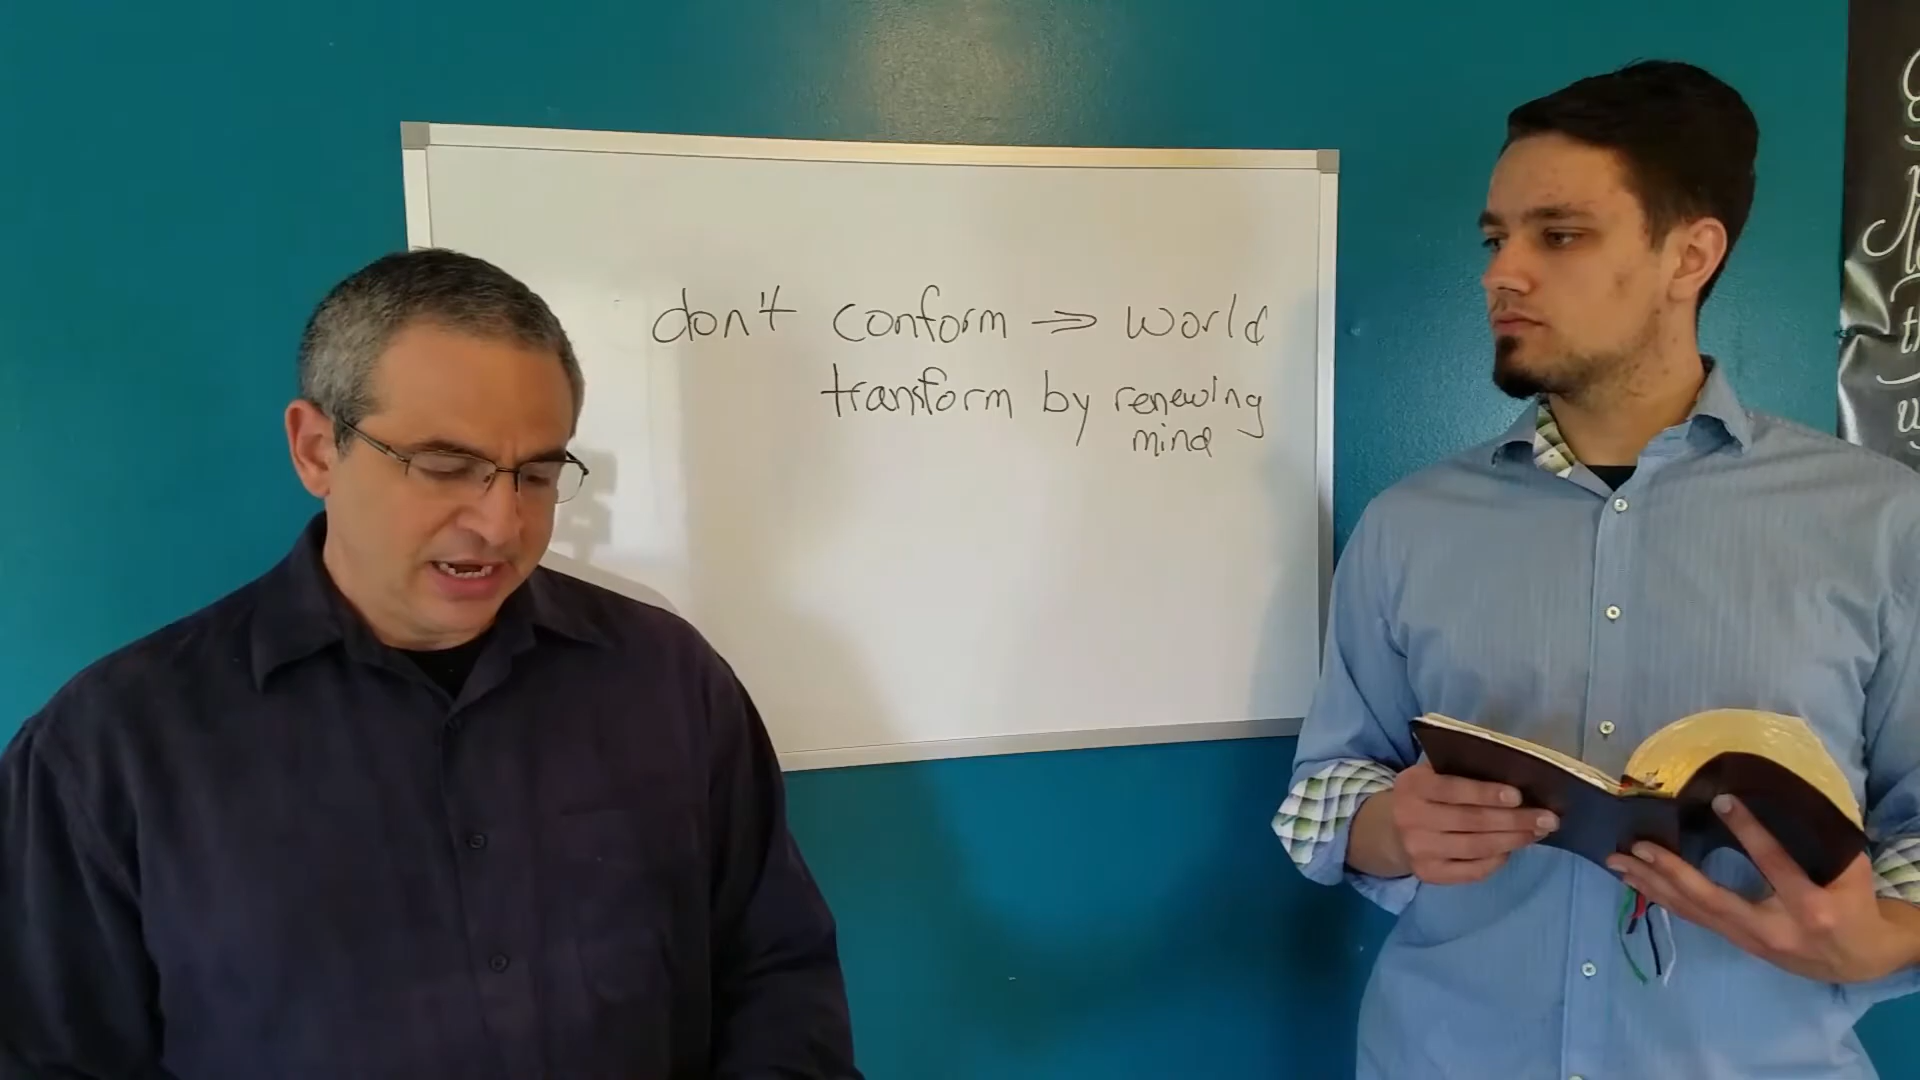 don't conform => world
transform by renewing
mind